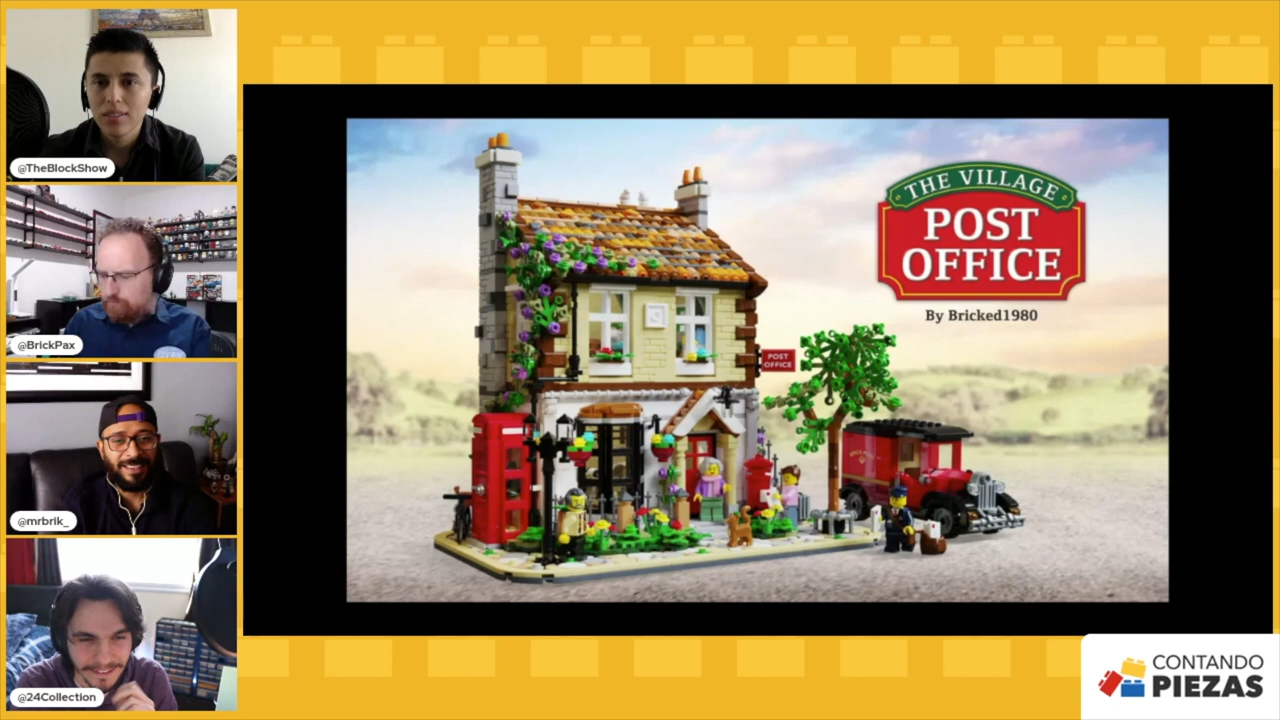 @TheBlockShow
@BrickPax
@mrbrik_
@24Collection
THE VILLAGE
POST
OFFICE
By Bricked1980
POST
OFFICE
CONTANDO
PIEZAS